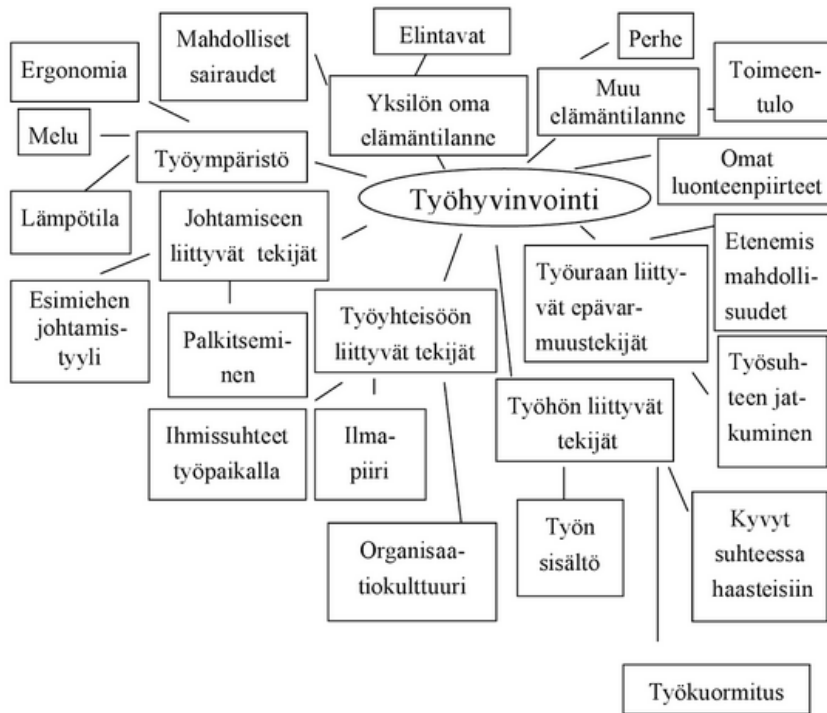 Mahdolliset
sairaudet
Elintavat
Perhe
Ergonomia
Yksilön oma
elämäntilanne
Muu
elämäntilanne
Toimeen-
tulo
Melu
Työympäristö
Omat
luonteenpiirteet
Työhyvinvointi
Lämpötila
Johtamiseen
liittyvät tekijät
Etenemis
mahdolli-
suudet
Esimiehen
johtamis-
tyyli
Palkitsemi-
nen
Työyhteisöön
liittyvät tekijät
Työuraan liitty-
vät epävar-
muustekijät
Työsuh-
teen jat-
kuminen
Työhön liittyvät
tekijät
Ihmissuhteet
työpaikalla
Ilma-
piiri
Organisaa-
tiokulttuuri
Työn
sisältö
Kyvyt
suhteessa
haasteisiin
Työkuormitus